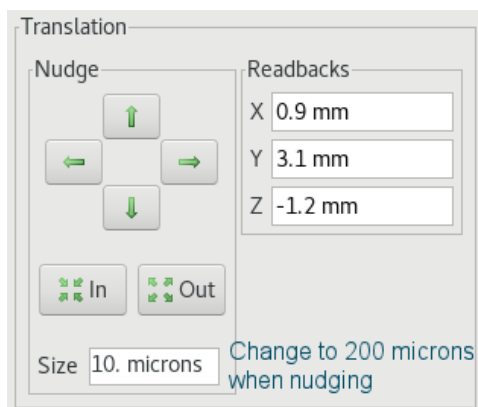 Translation
Nudge
Readbacks
X 0.9 mm
Y 3.1 mm
Z -1.2 mm
In
Out
Size 10. microns
Change to 200 microns
when nudging